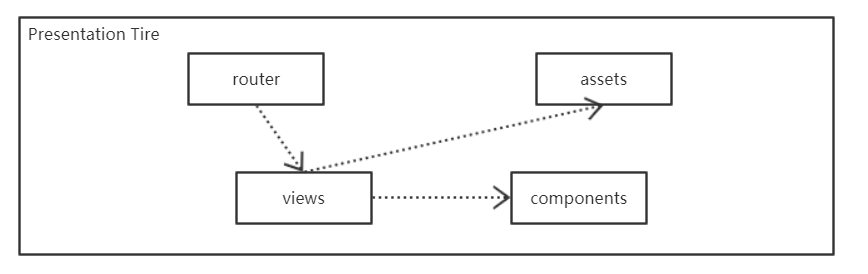 Presentation Tire
router
assets
views
components